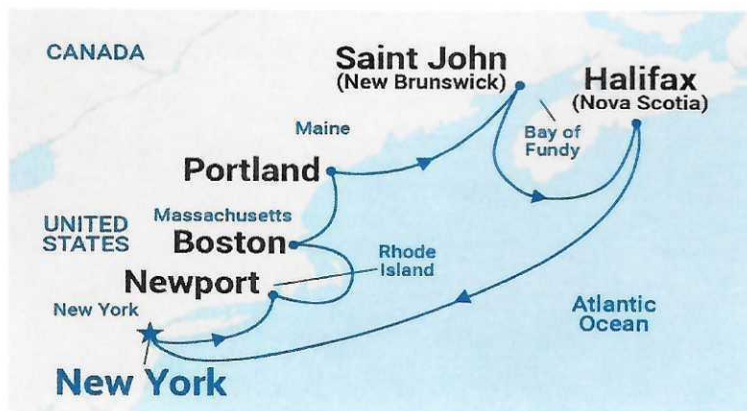 CANADA
Saint John
(New Brunswick)
Halifax
(Nova Scotia)
Maine
Bay of
Fundy
Portland
UNITED
STATES
Massachusetts
Boston
Rhode
Island
Newport
New York
Atlantic
Ocean
New York